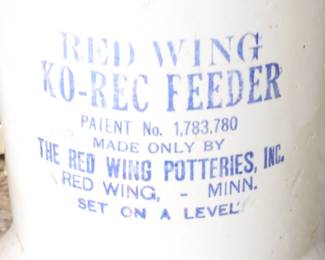 RED WING
KO-REC FEEDER
PATENT No. 1,783,780
MADE ONLY BY
THE RED WING POTTERIES, INC.
RED WING, - MINN.
SET ON A LEVEL